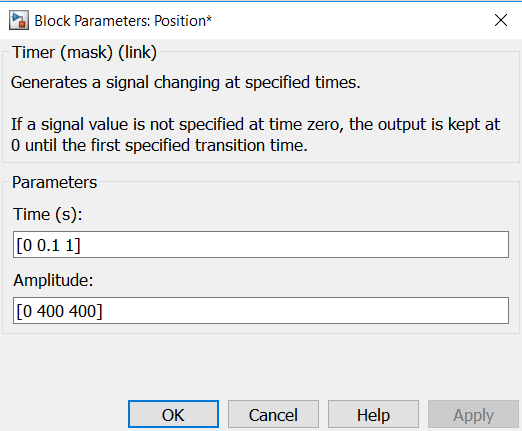 Block Parameters: Position*
Timer (mask) (link)
Generates a signal changing at specified times.
If a signal value is not specified at time zero, the output is kept at
0 until the first specified transition time.
Parameters
Time (s):
[0 0.1 1]
Amplitude:
[0 400 400]
OK Cancel Help Apply